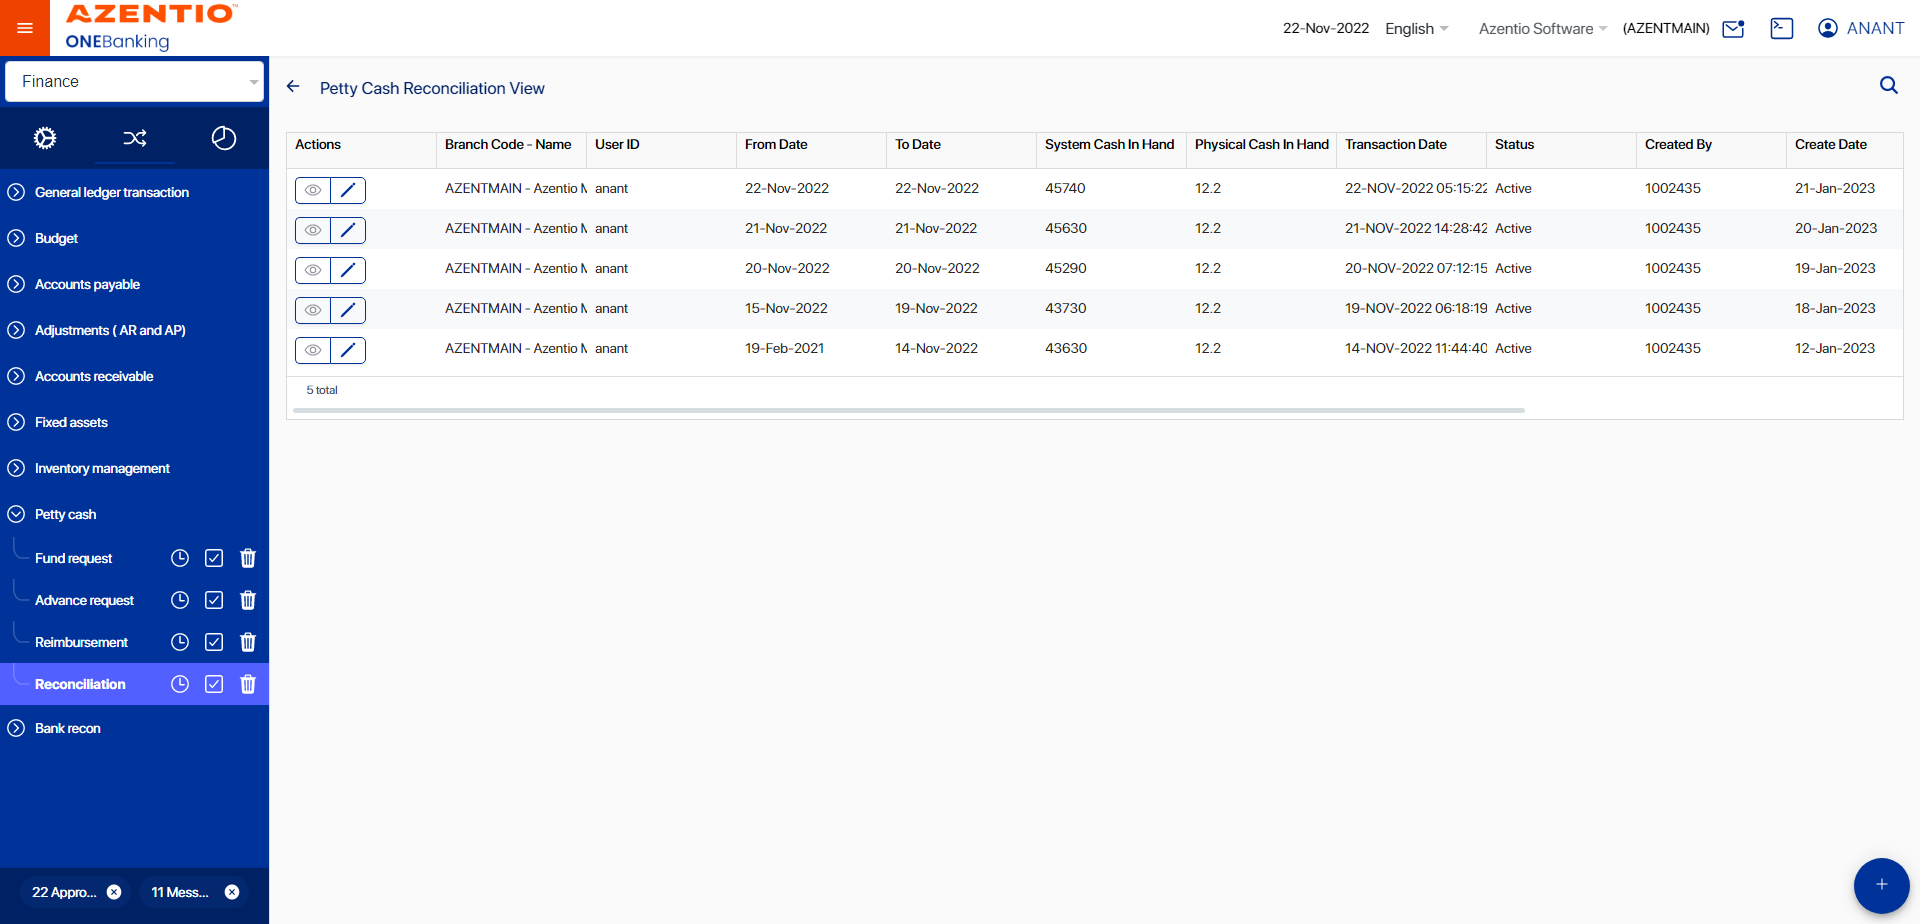 AZENTIO™
ONEBanking
22-Nov-2022 English Azentio Software (AZENTMAIN) ANANT
Finance
General ledger transaction
Budget
Accounts payable
Adjustments ( AR and AP)
Accounts receivable
Fixed assets
Inventory management
Petty cash
Fund request
Advance request
Reimbursement
Reconciliation
Bank recon
22 Appro...
11 Mess...
Petty Cash Reconciliation View
Actions Branch Code - Name User ID From Date To Date System Cash In Hand Physical Cash In Hand Transaction Date Status Created By Create Date
AZENTMAIN - Azentio M anant 22-Nov-2022 22-Nov-2022 45740 12.2 22-NOV-2022 05:15:22 Active 1002435 21-Jan-2023
AZENTMAIN - Azentio M anant 21-Nov-2022 21-Nov-2022 45630 12.2 21-NOV-2022 14:28:42 Active 1002435 20-Jan-2023
AZENTMAIN - Azentio M anant 20-Nov-2022 20-Nov-2022 45290 12.2 20-NOV-2022 07:12:15 Active 1002435 19-Jan-2023
AZENTMAIN - Azentio M anant 15-Nov-2022 19-Nov-2022 43730 12.2 19-NOV-2022 06:18:19 Active 1002435 18-Jan-2023
AZENTMAIN - Azentio M anant 19-Feb-2021 14-Nov-2022 43630 12.2 14-NOV-2022 11:44:40 Active 1002435 12-Jan-2023
5 total